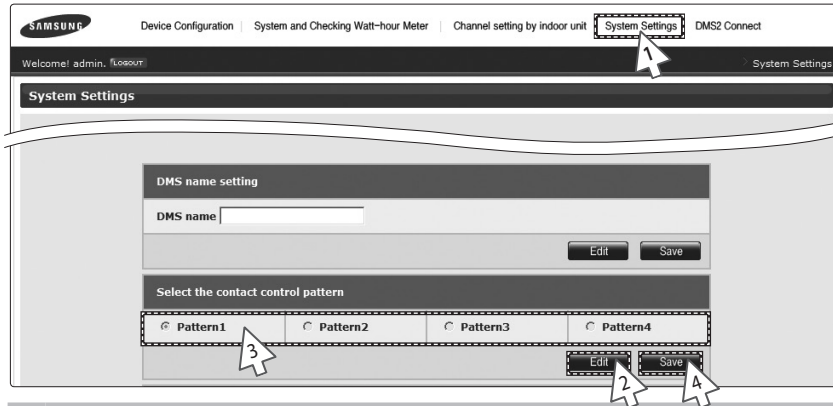 SAMSUNG Device Configuration System and Checking Watt-hour Meter Channel setting by indoor unit System Settings DMS2 Connect
1
Welcome! admin. LOGOUT System Settings
System Settings
DMS name setting
DMS name
Edit Save
Select the contact control pattern
Pattern1 Pattern2 Pattern3 Pattern4
3
Edit Save
2 4